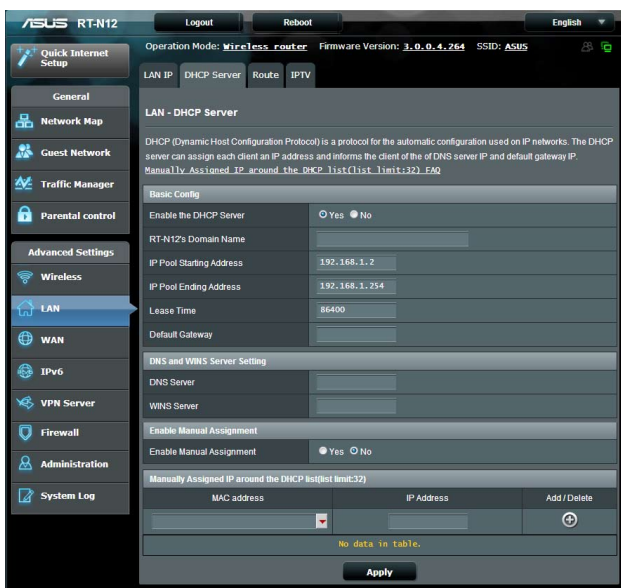 ASUS RT-N12 Logout Reboot English
Quick Internet Setup
Operation Mode: Wireless router Firmware Version: 3.0.0.4.264 SSID: ASUS
LAN IP DHCP Server Route IPTV
General
Network Map
Guest Network
Traffic Manager
Parental control
Advanced Settings
Wireless
LAN
WAN
IPv6
VPN Server
Firewall
Administration
System Log
LAN - DHCP Server
DHCP (Dynamic Host Configuration Protocol) is a protocol for the automatic configuration used on IP networks. The DHCP
server can assign each client an IP address and informs the client of the of DNS server IP and default gateway IP.
Manually Assigned IP around the DHCP list(list limit:32) FAQ
Basic Config
Enable the DHCP Server Yes No
RT-N12's Domain Name
IP Pool Starting Address 192.168.1.2
IP Pool Ending Address 192.168.1.254
Lease Time 86400
Default Gateway
DNS and WINS Server Setting
DNS Server
WINS Server
Enable Manual Assignment
Enable Manual Assignment Yes No
Manually Assigned IP around the DHCP list(list limit:32)
MAC address IP Address Add / Delete
No data in table.
Apply